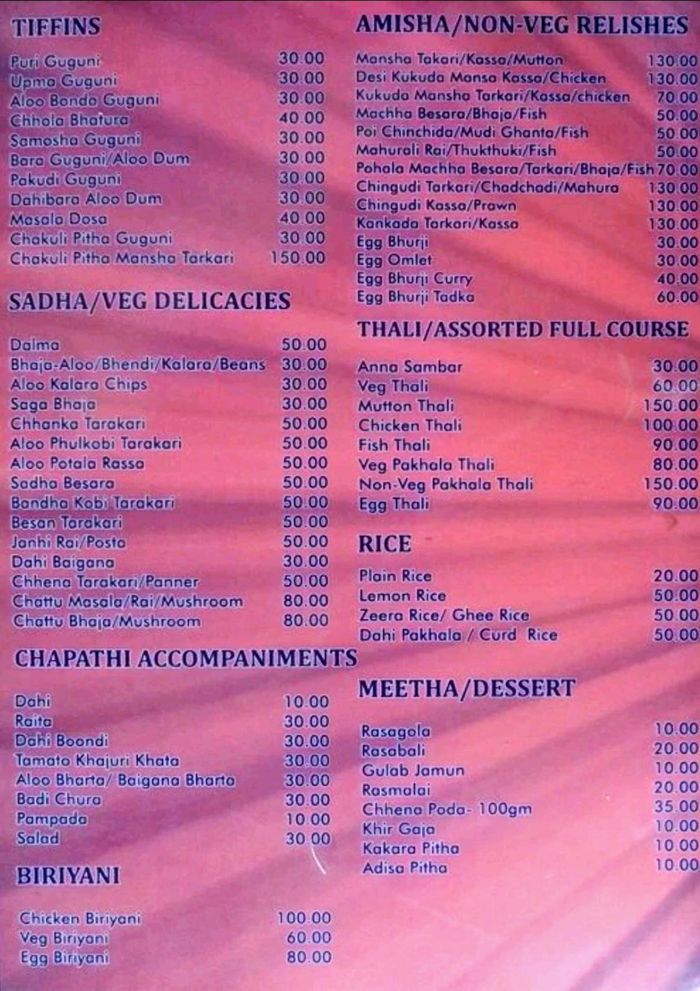 TIFFINS
Puri Guguni 30.00
Upma Guguni 30.00
Aloo Bonda Guguni 30.00
Chhola Bhatura 40.00
Samosha Guguni 30.00
Bara Guguni/Aloo Dum 30.00
Pakudi Guguni 30.00
Dahibara Aloo Dum 30.00
Masala Dosa 40.00
Chakuli Pitha Guguni 30.00
Chakuli Pitha Mansha Tarkari 150.00
SADHA/VEG DELICACIES
Dalma 50.00
Bhaja-Aloo/Bhendi/Kalara/Beans 30.00
Aloo Kalara Chips 30.00
Saga Bhaja 30.00
Chhanka Tarakari 50.00
Aloo Phulkobi Tarakari 50.00
Aloo Potala Rassa 50.00
Sadha Besara 50.00
Bandha Kobi Tarakari 50.00
Besan Tarakari 50.00
Janhi Rai/Posta 50.00
Dahi Baigana 30.00
Chhena Tarakari/Panner 50.00
Chattu Masala/Rai/Mushroom 80.00
Chattu Bhaja/Mushroom 80.00
CHAPATHI ACCOMPANIMENTS
Dahi 10.00
Raita 30.00
Dahi Boondi 30.00
Tamato Khajuri Khata 30.00
Aloo Bharta/ Baigana Bharta 30.00
Badi Chura 30.00
Pampada 10.00
Salad 30.00
BIRIYANI
Chicken Biriyani 100.00
Veg Biriyani 60.00
Egg Biriyani 80.00
AMISHA/NON-VEG RELISHES
Mansha Takari/Kassa/Mutton 130.00
Desi Kukuda Mansa Kassa/Chicken 130.00
Kukuda Mansha Tarkari/Kassa/chicken 70.00
Machha Besara/Bhaja/Fish 50.00
Poi Chinchida/Mudi Ghanta/Fish 50.00
Mahurali Rai/Thukthuki/Fish 50.00
Pohala Machha Besara/Tarkari/Bhaja/Fish 70.00
Chingudi Tarkari/Chadchadi/Mahura 130.00
Chingudi Kassa/Prawn 130.00
Kankada Tarkari/Kassa 130.00
Egg Bhurji 30.00
Egg Omlet 30.00
Egg Bhurji Curry 40.00
Egg Bhurji Tadka 60.00
THALI/ASSORTED FULL COURSE
Anna Sambar 30.00
Veg Thali 60.00
Mutton Thali 150.00
Chicken Thali 100.00
Fish Thali 90.00
Veg Pakhala Thali 80.00
Non-Veg Pakhala Thali 150.00
Egg Thali 90.00
RICE
Plain Rice 20.00
Lemon Rice 50.00
Zeera Rice/ Ghee Rice 50.00
Dahi Pakhala / Curd Rice 50.00
MEETHA/DESSERT
Rasagola 10.00
Rasabali 20.00
Gulab Jamun 10.00
Rasmalai 20.00
Chhena Poda- 100gm 35.00
Khir Gaja 10.00
Kakara Pitha 10.00
Adisa Pitha 10.00